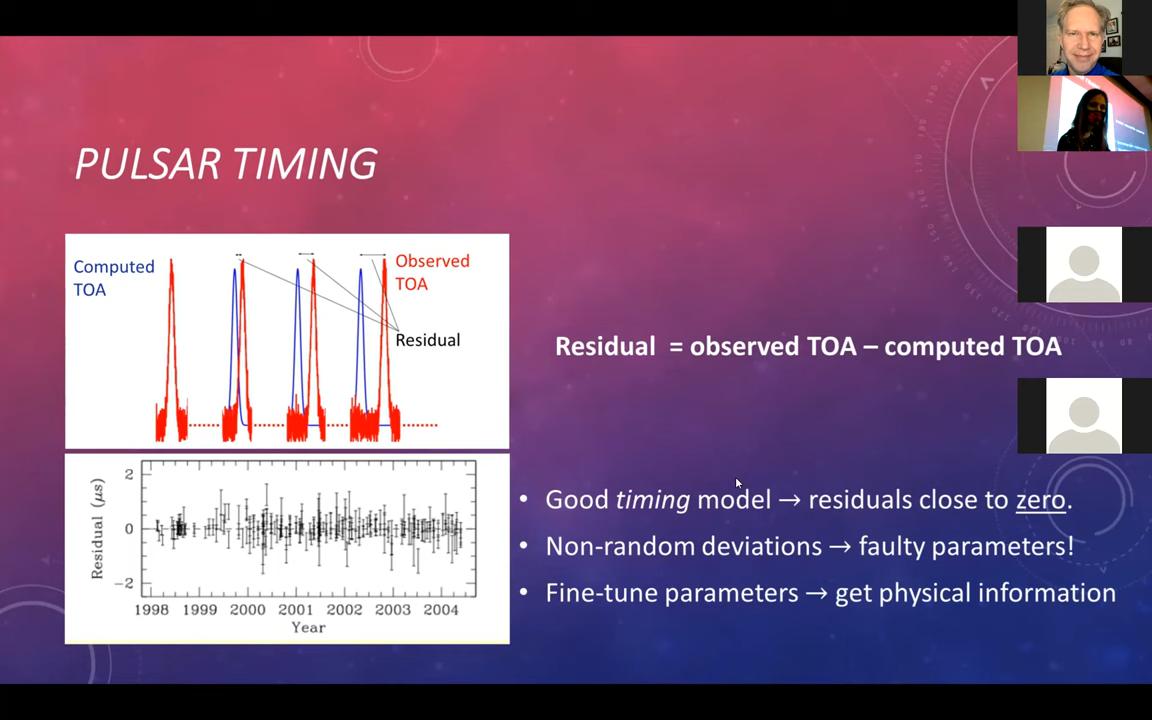 PULSAR TIMING
Computed
TOA
Observed
TOA
Residual
Residual = observed TOA – computed TOA
Residual (μs)
2
0
−2
1998 1999 2000 2001 2002 2003 2004
Year
• Good timing model → residuals close to zero.
• Non-random deviations → faulty parameters!
• Fine-tune parameters → get physical information